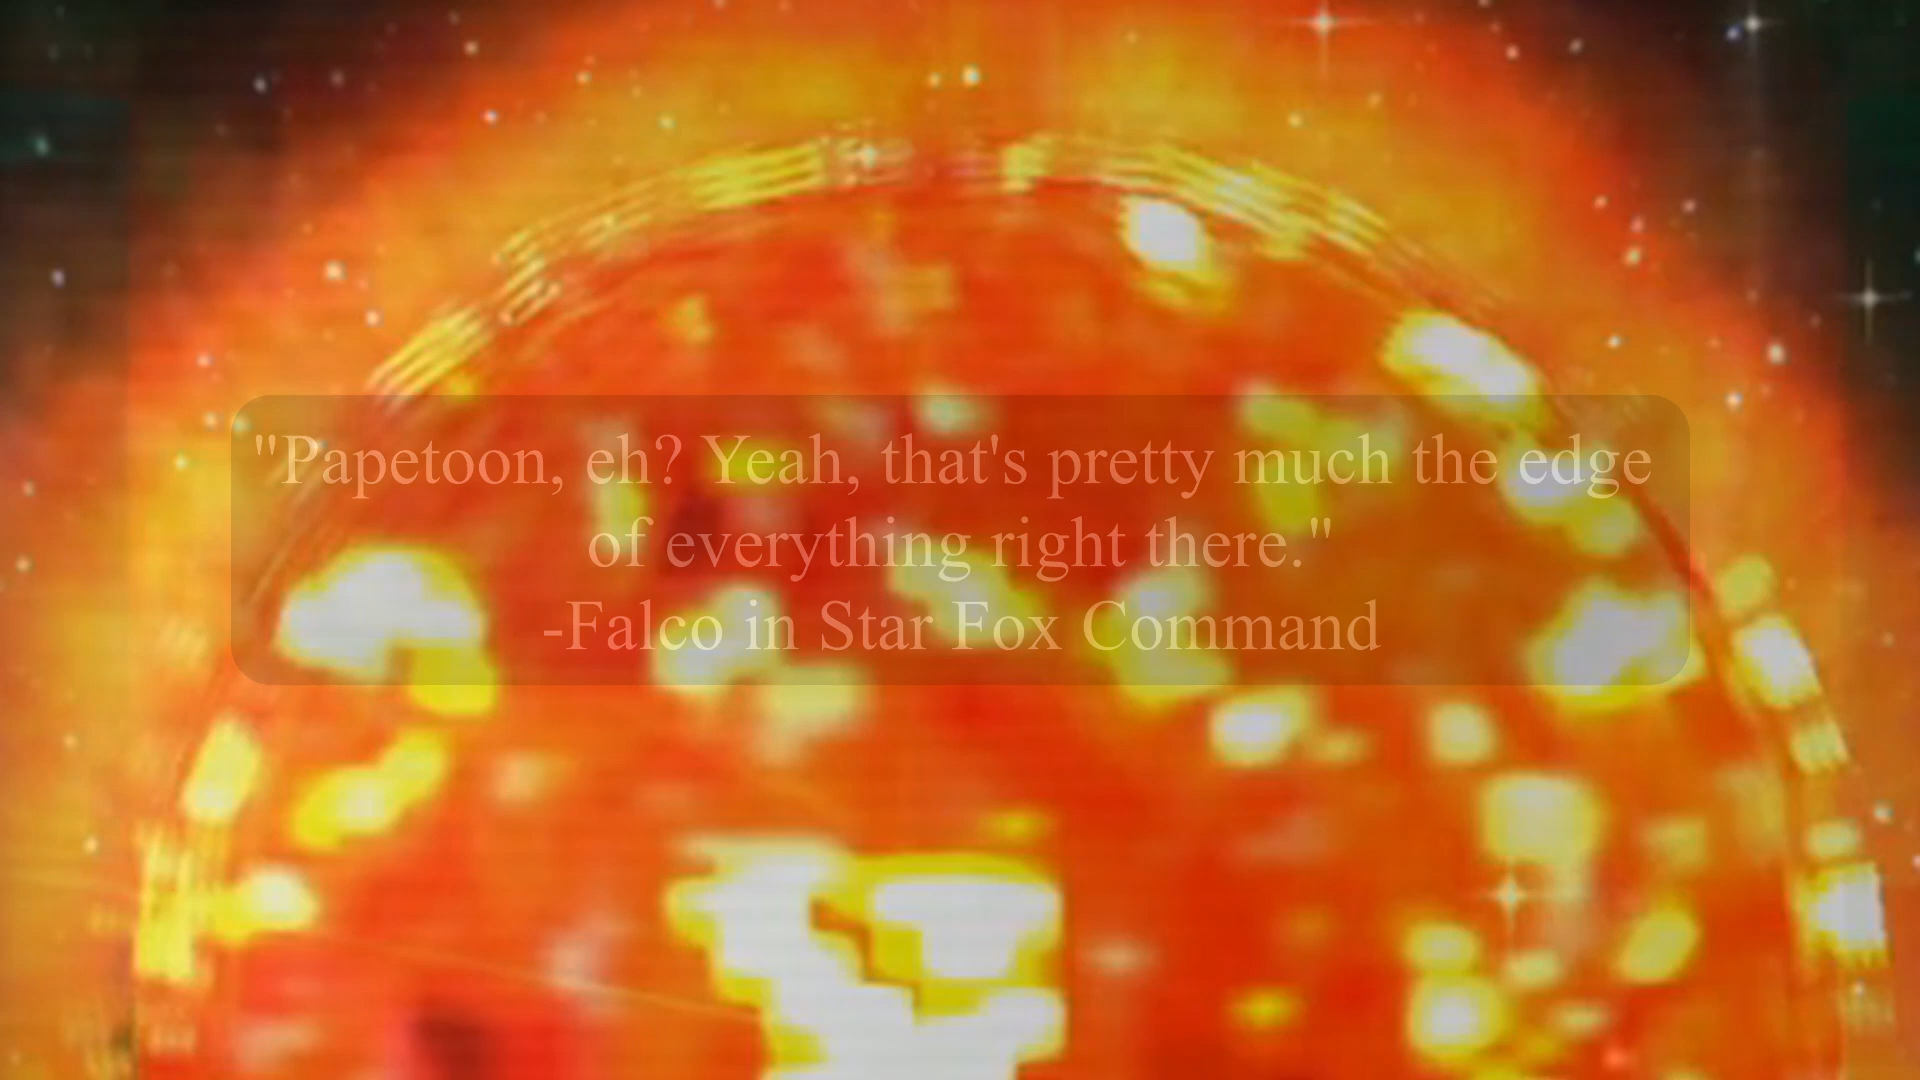 "Papetoon, eh? Yeah, that's pretty much the edge
of everything right there."
-Falco in Star Fox Command